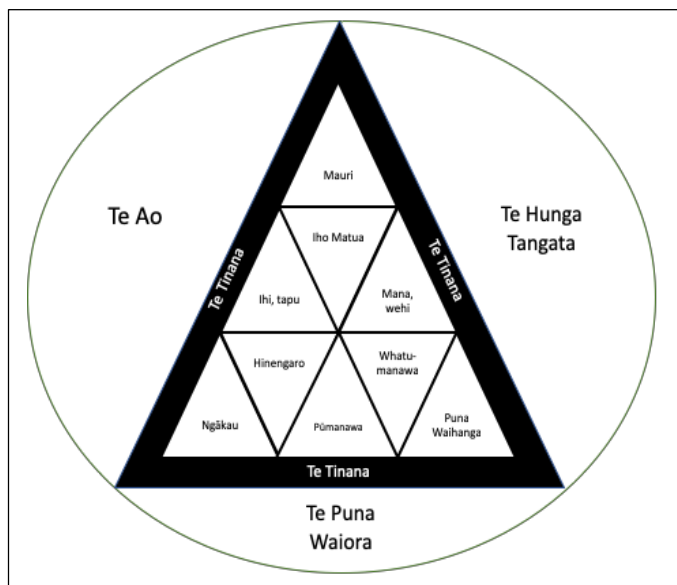 Mauri
Te Ao
Te Hunga
Tangata
Iho Matua
Te Tinana
Te Tinana
Ihi, tapu
Mana,
wehi
Hinengaro
Whatu-
manawa
Ngākau
Pūmanawa
Puna
Waihanga
Te Tinana
Te Puna
Waiora